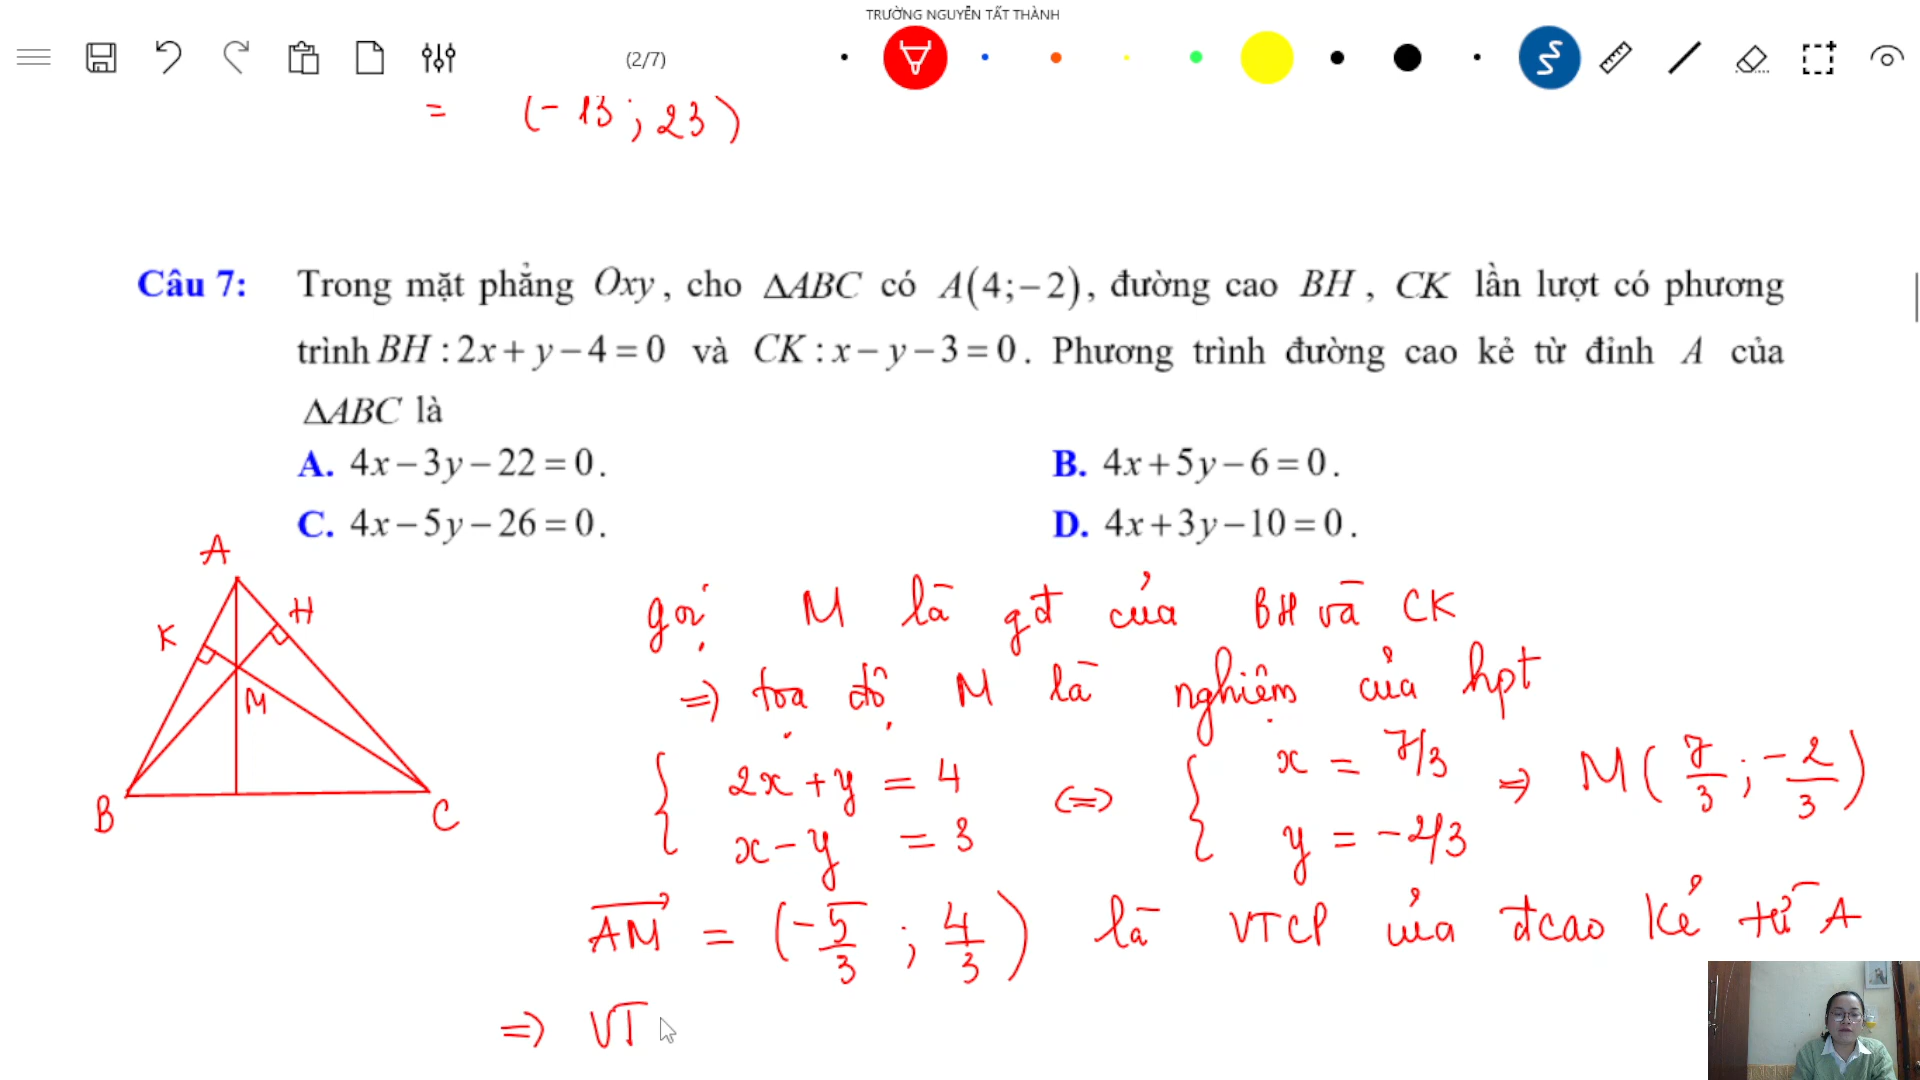 TRƯỜNG NGUYỄN TẤT THÀNH
(2/7)
= (-13 ; 23)
Câu 7: Trong mặt phẳng Oxy, cho ΔABC có A(4;-2), đường cao BH, CK lần lượt có phương
trình BH : 2x+y-4=0 và CK : x-y-3=0. Phương trình đường cao kẻ từ đỉnh A của
ΔABC là
A. 4x-3y-22=0.
B. 4x+5y-6=0.
C. 4x-5y-26=0.
D. 4x+3y-10=0.
A
H
K
M
B
C
gọi M là gđ của BH và CK
=> tọa độ M là nghiệm của hpt
{ 2x+y = 4
x-y = 3
<=> { x = 7/3
y = -2/3
=> M(7/3 ; -2/3)
AM = (-5/3 ; 4/3) là VTCP của đcao kẻ từ A
=> VT